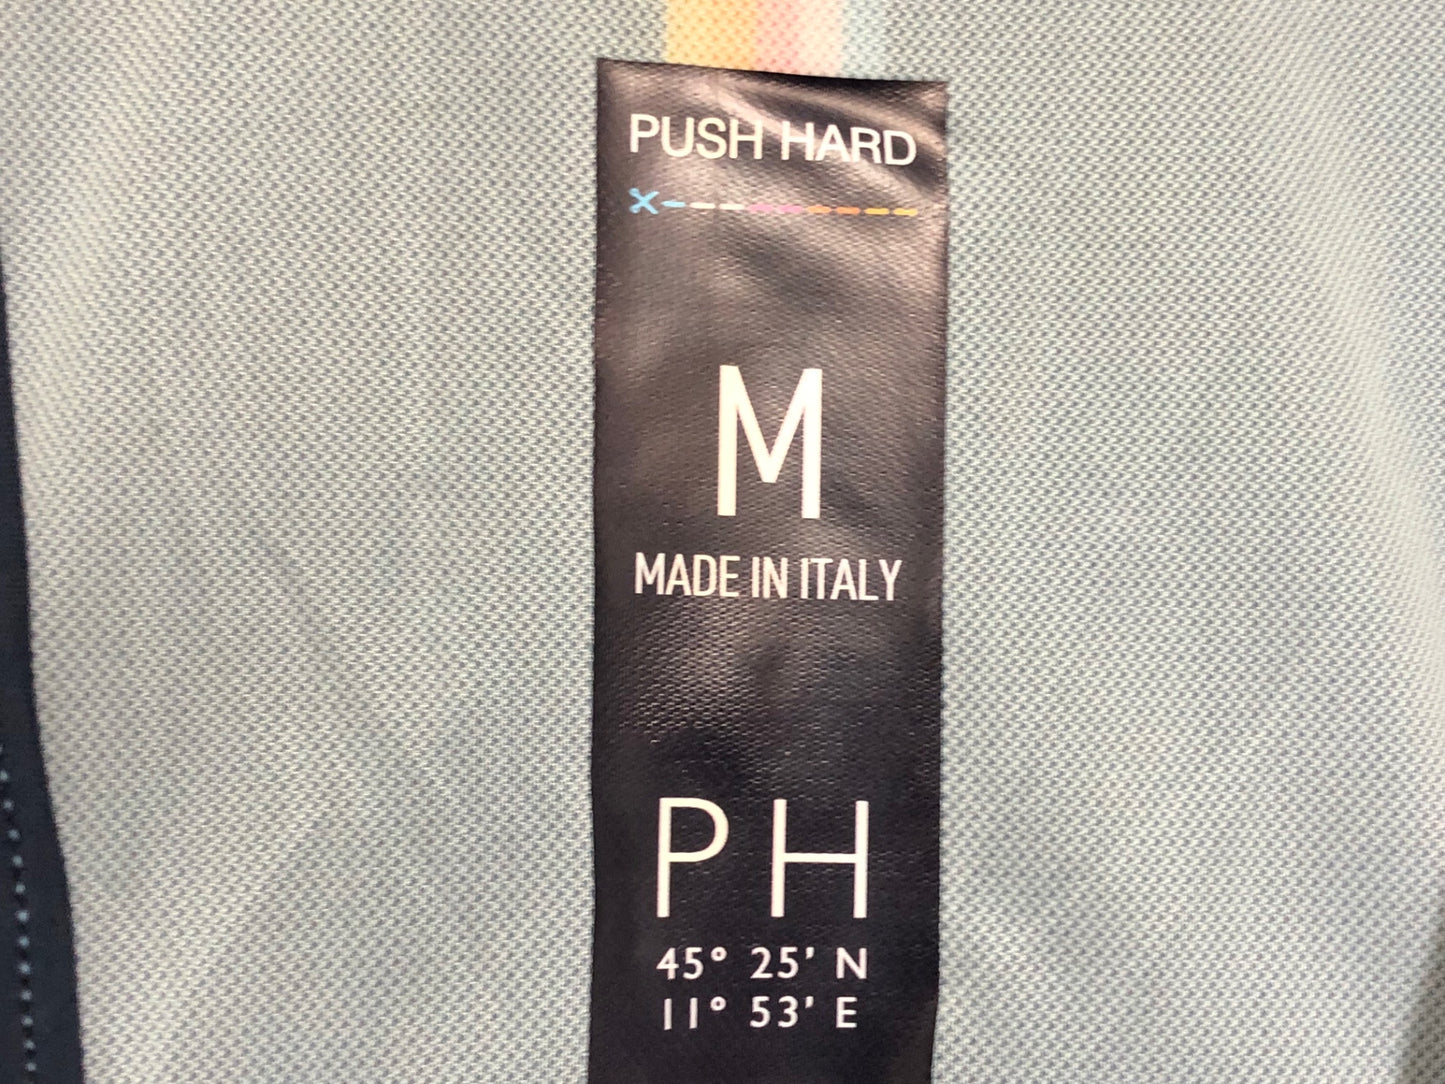 PUSH HARD
M
MADE IN ITALY
PH
45° 25' N
11° 53' E